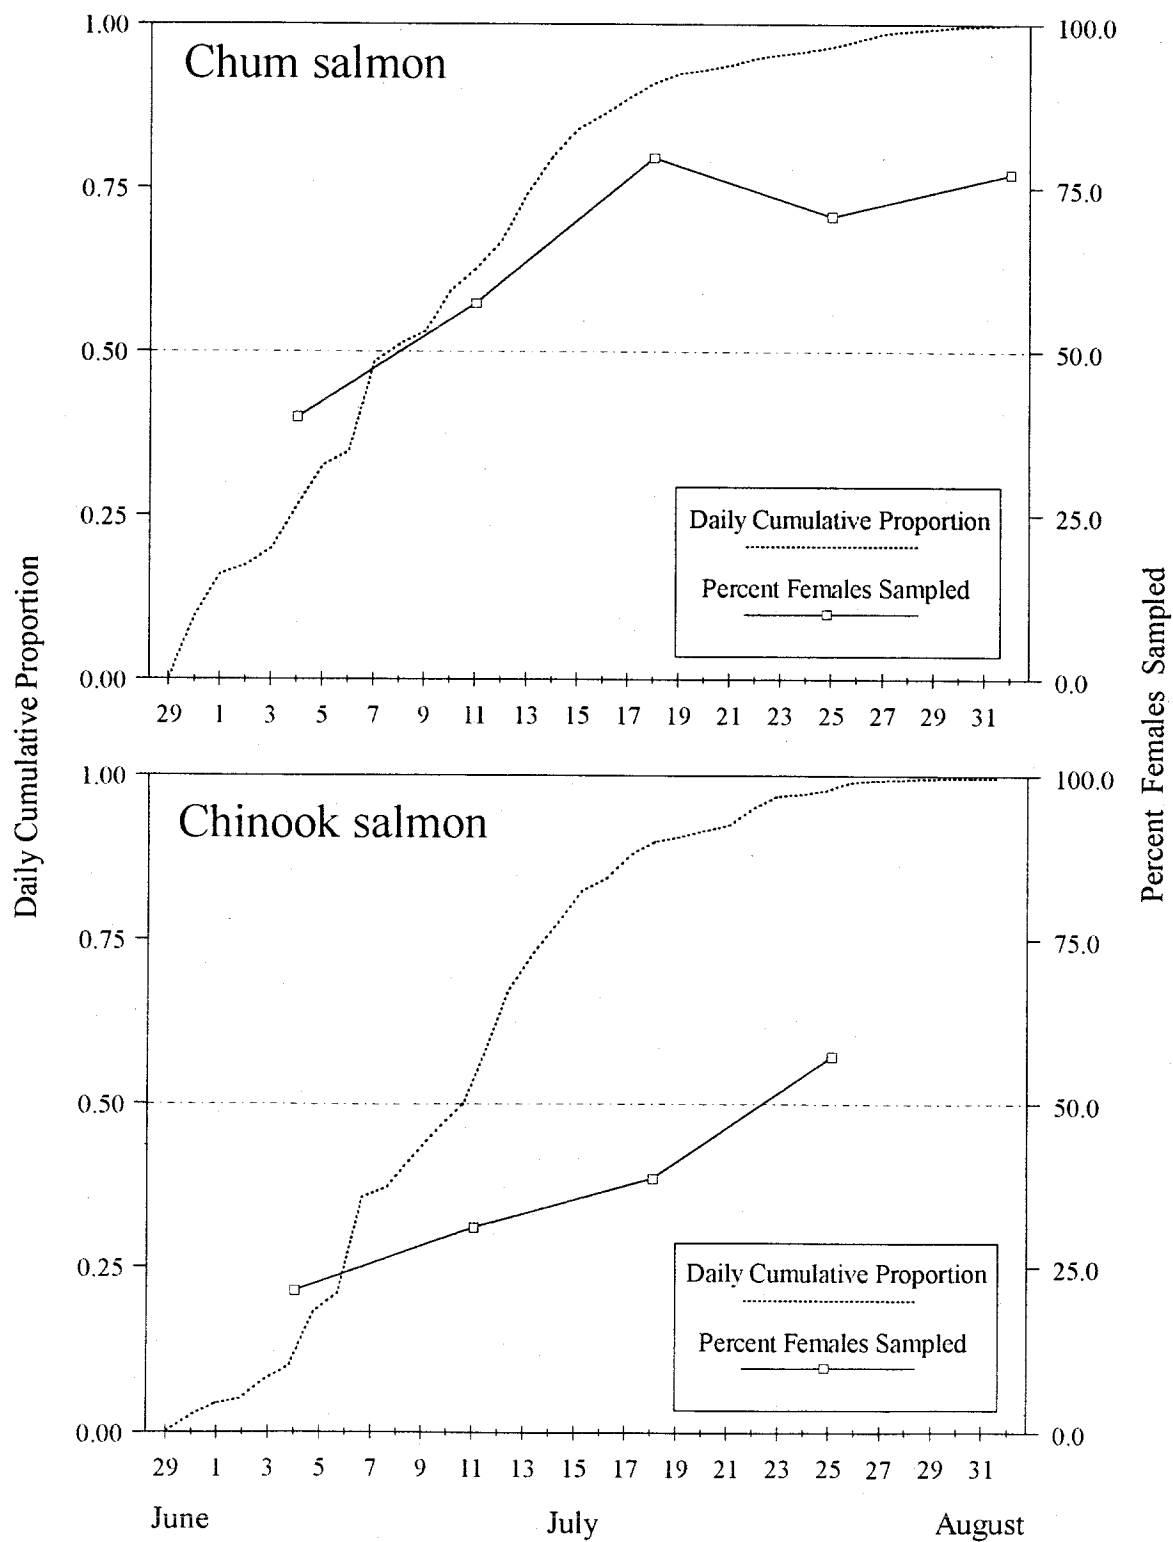 Chum salmon
1.00
0.75
0.50
0.25
0.00
100.0
75.0
50.0
25.0
0.0
Daily Cumulative Proportion
Percent Females Sampled
29 1 3 5 7 9 11 13 15 17 19 21 23 25 27 29 31
Daily Cumulative Proportion
Percent Females Sampled
Chinook salmon
1.00
0.75
0.50
0.25
0.00
100.0
75.0
50.0
25.0
0.0
Daily Cumulative Proportion
Percent Females Sampled
29 1 3 5 7 9 11 13 15 17 19 21 23 25 27 29 31
June July August